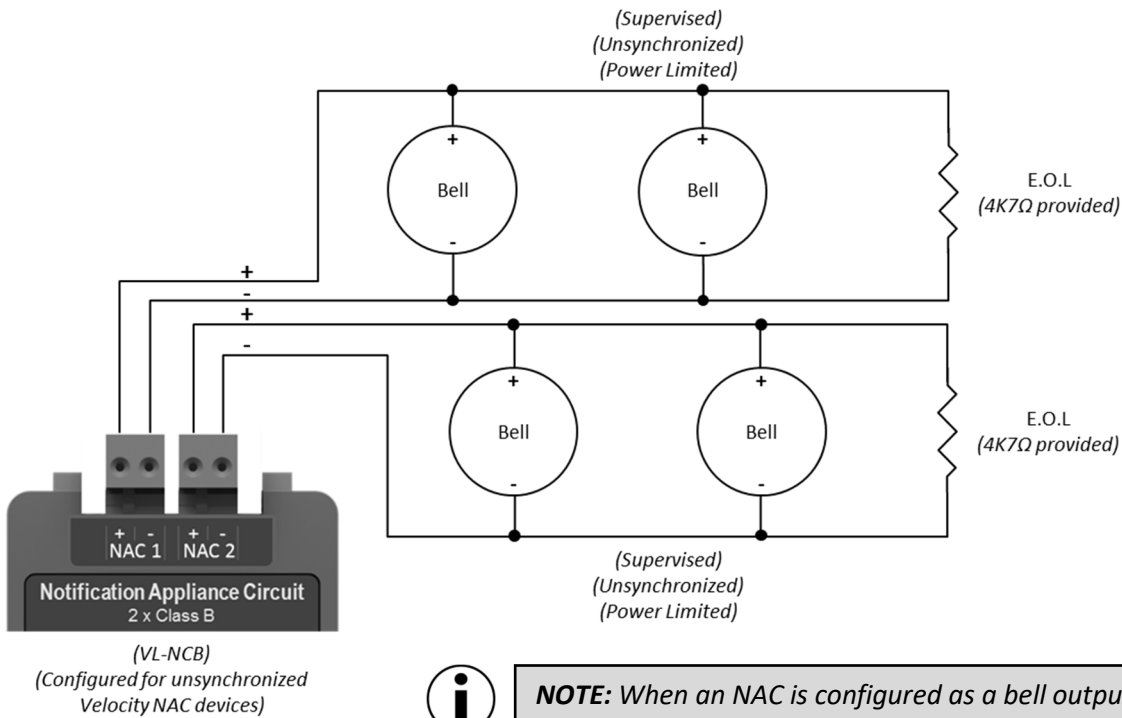 (Supervised)
(Unsynchronized)
(Power Limited)
+
Bell
-
+
Bell
-
E.O.L
(4K7Ω provided)
+
-
+
-
+
Bell
-
+
Bell
-
E.O.L
(4K7Ω provided)
+ - + -
NAC 1 NAC 2
Notification Appliance Circuit
2 x Class B
(Supervised)
(Unsynchronized)
(Power Limited)
(VL-NCB)
(Configured for unsynchronized
Velocity NAC devices)
i
NOTE: When an NAC is configured as a bell outpu